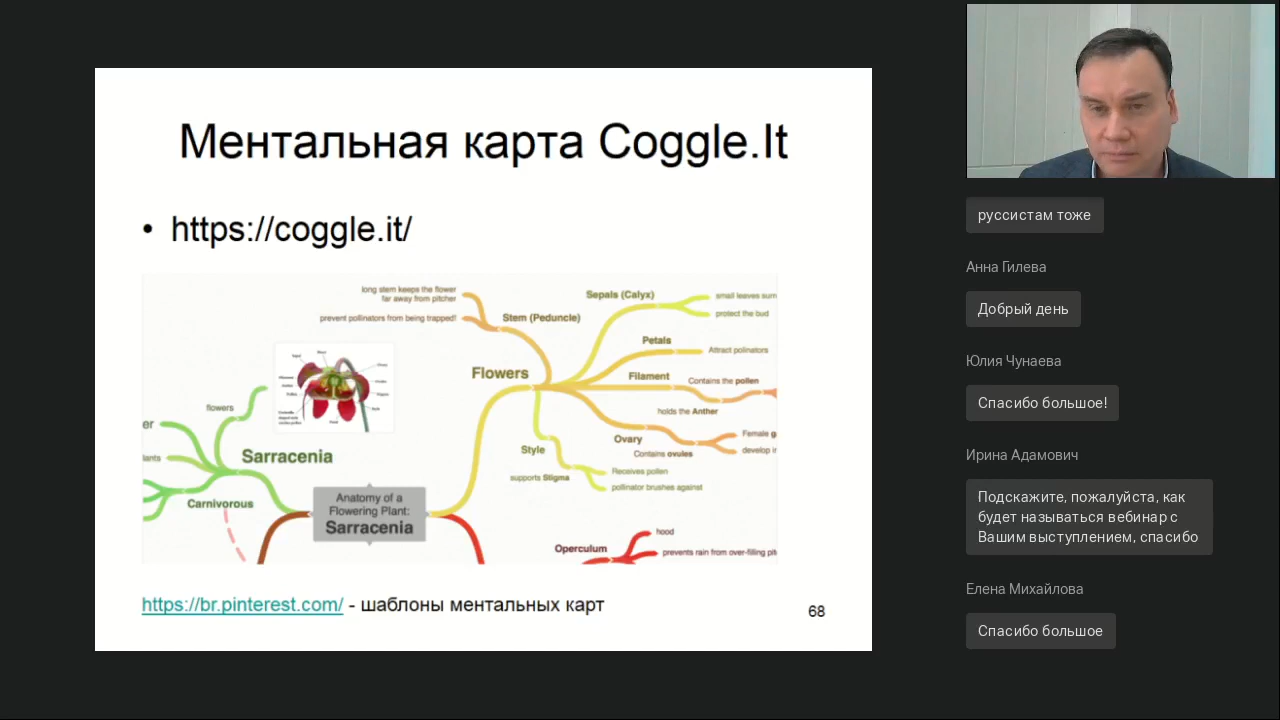 Ментальная карта Coggle.It
• https://coggle.it/
long stem keeps the flower
far away from pitcher
prevent pollinators from being trapped!
Stem (Peduncle)
Sepals (Calyx)
small leaves
protect the bud
Petals
Attract polinators
Flowers
Filament
Contains the pollen
holds the Anther
Ovary
Female
Contains ovules
develop
Style
supports Stigma
Receives pollen
pollinator brushes against
flowers
Sarracenia
Carnivorous
Anatomy of a
Flowering Plant:
Sarracenia
hood
Operculum
prevents rain from over-filling
https://br.pinterest.com/ - шаблоны ментальных карт
68
руссистам тоже
Анна Гилева
Добрый день
Юлия Чунаева
Спасибо большое!
Ирина Адамович
Подскажите, пожалуйста, как
будет называться вебинар с
Вашим выступлением, спасибо
Елена Михайлова
Спасибо большое